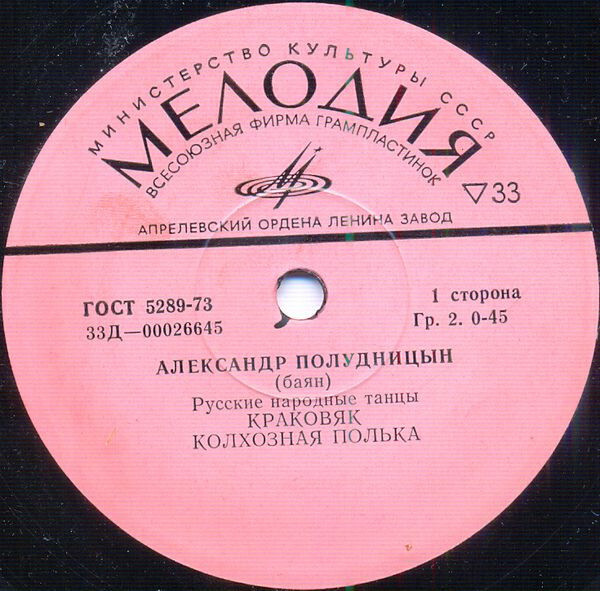 МИНИСТЕРСТВО КУЛЬТУРЫ СССР
МЕЛОДИЯ
ВСЕСОЮЗНАЯ ФИРМА ГРАМПЛАСТИНОК
▽33
АПРЕЛЕВСКИЙ ОРДЕНА ЛЕНИНА ЗАВОД
ГОСТ 5289-73
33Д—00026645
1 сторона
Гр. 2. 0-45
АЛЕКСАНДР ПОЛУДНИЦЫН
(баян)
Русские народные танцы
КРАКОВЯК
КОЛХОЗНАЯ ПОЛЬКА